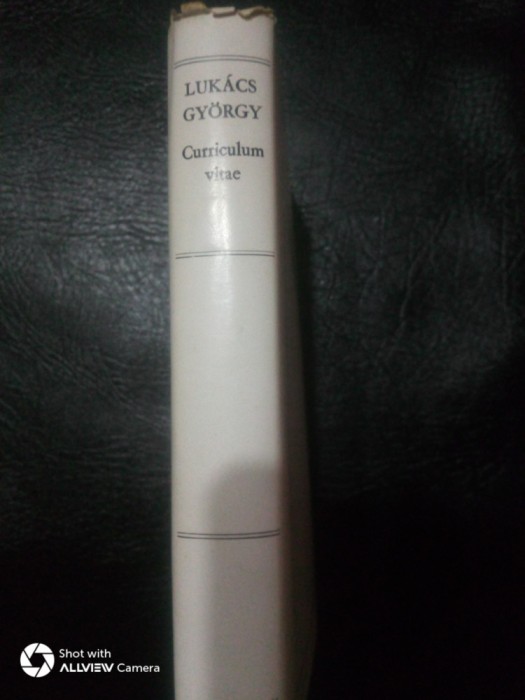 LUKÁCS
GYÖRGY
Curriculum
vitae
Shot with
ALLVIEW Camera